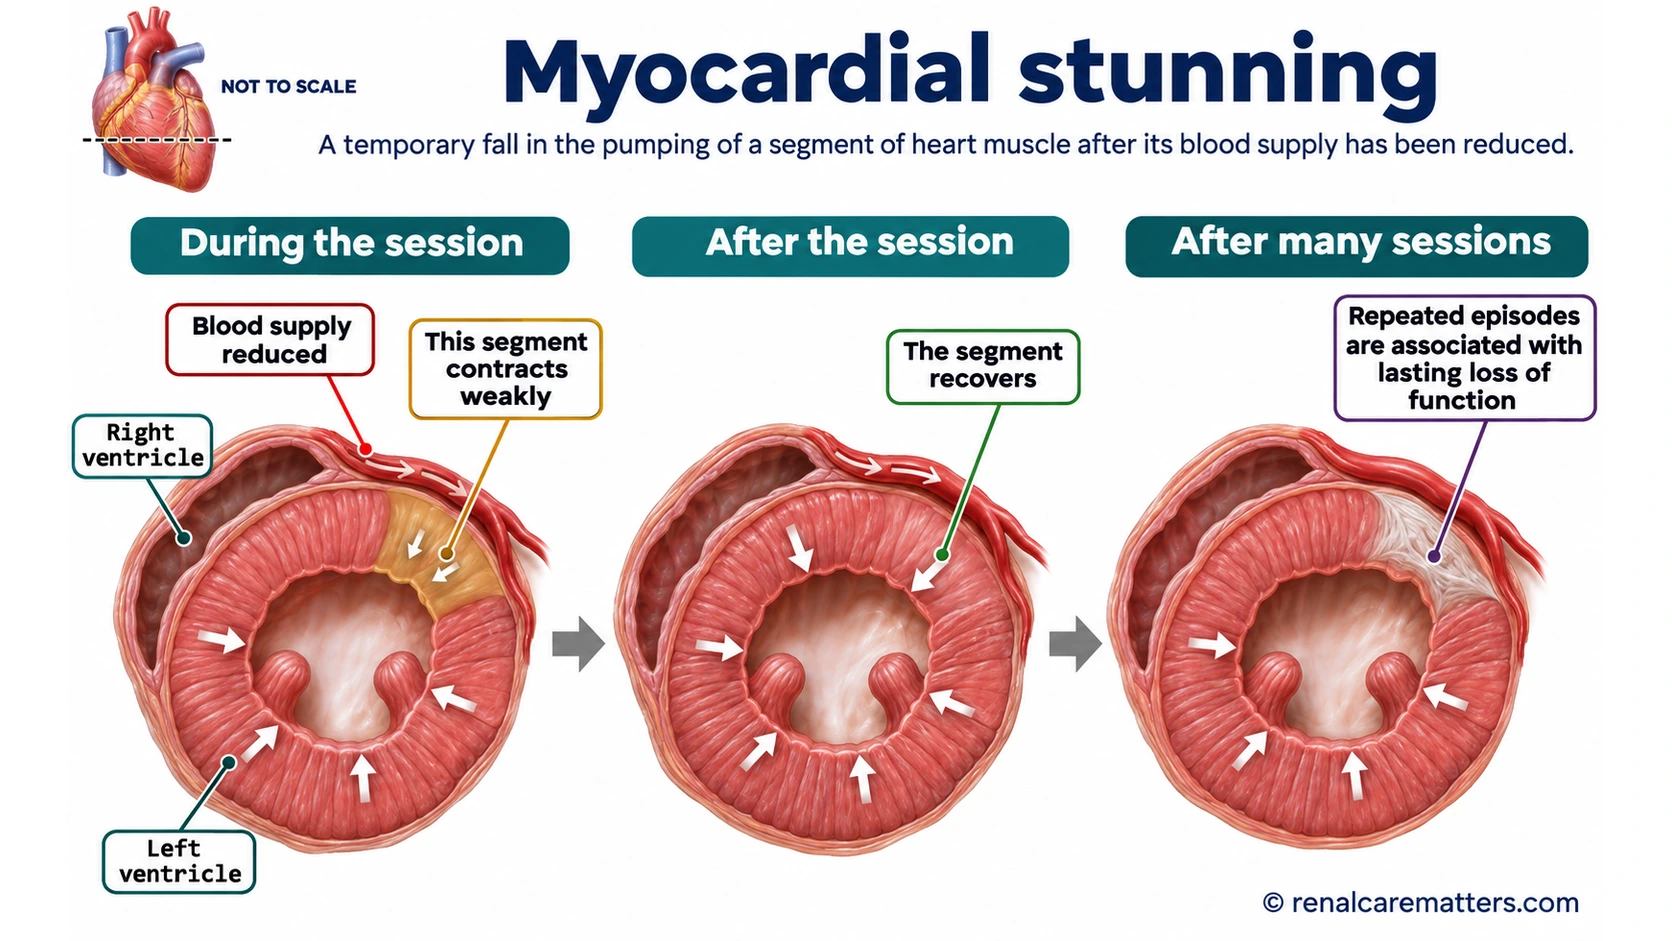 NOT TO SCALE
Myocardial stunning
A temporary fall in the pumping of a segment of heart muscle after its blood supply has been reduced.
During the session
After the session
After many sessions
Blood supply
reduced
This segment
contracts
weakly
Right
ventricle
Left
ventricle
The segment
recovers
Repeated episodes
are associated with
lasting loss of
function
© renalcarematters.com